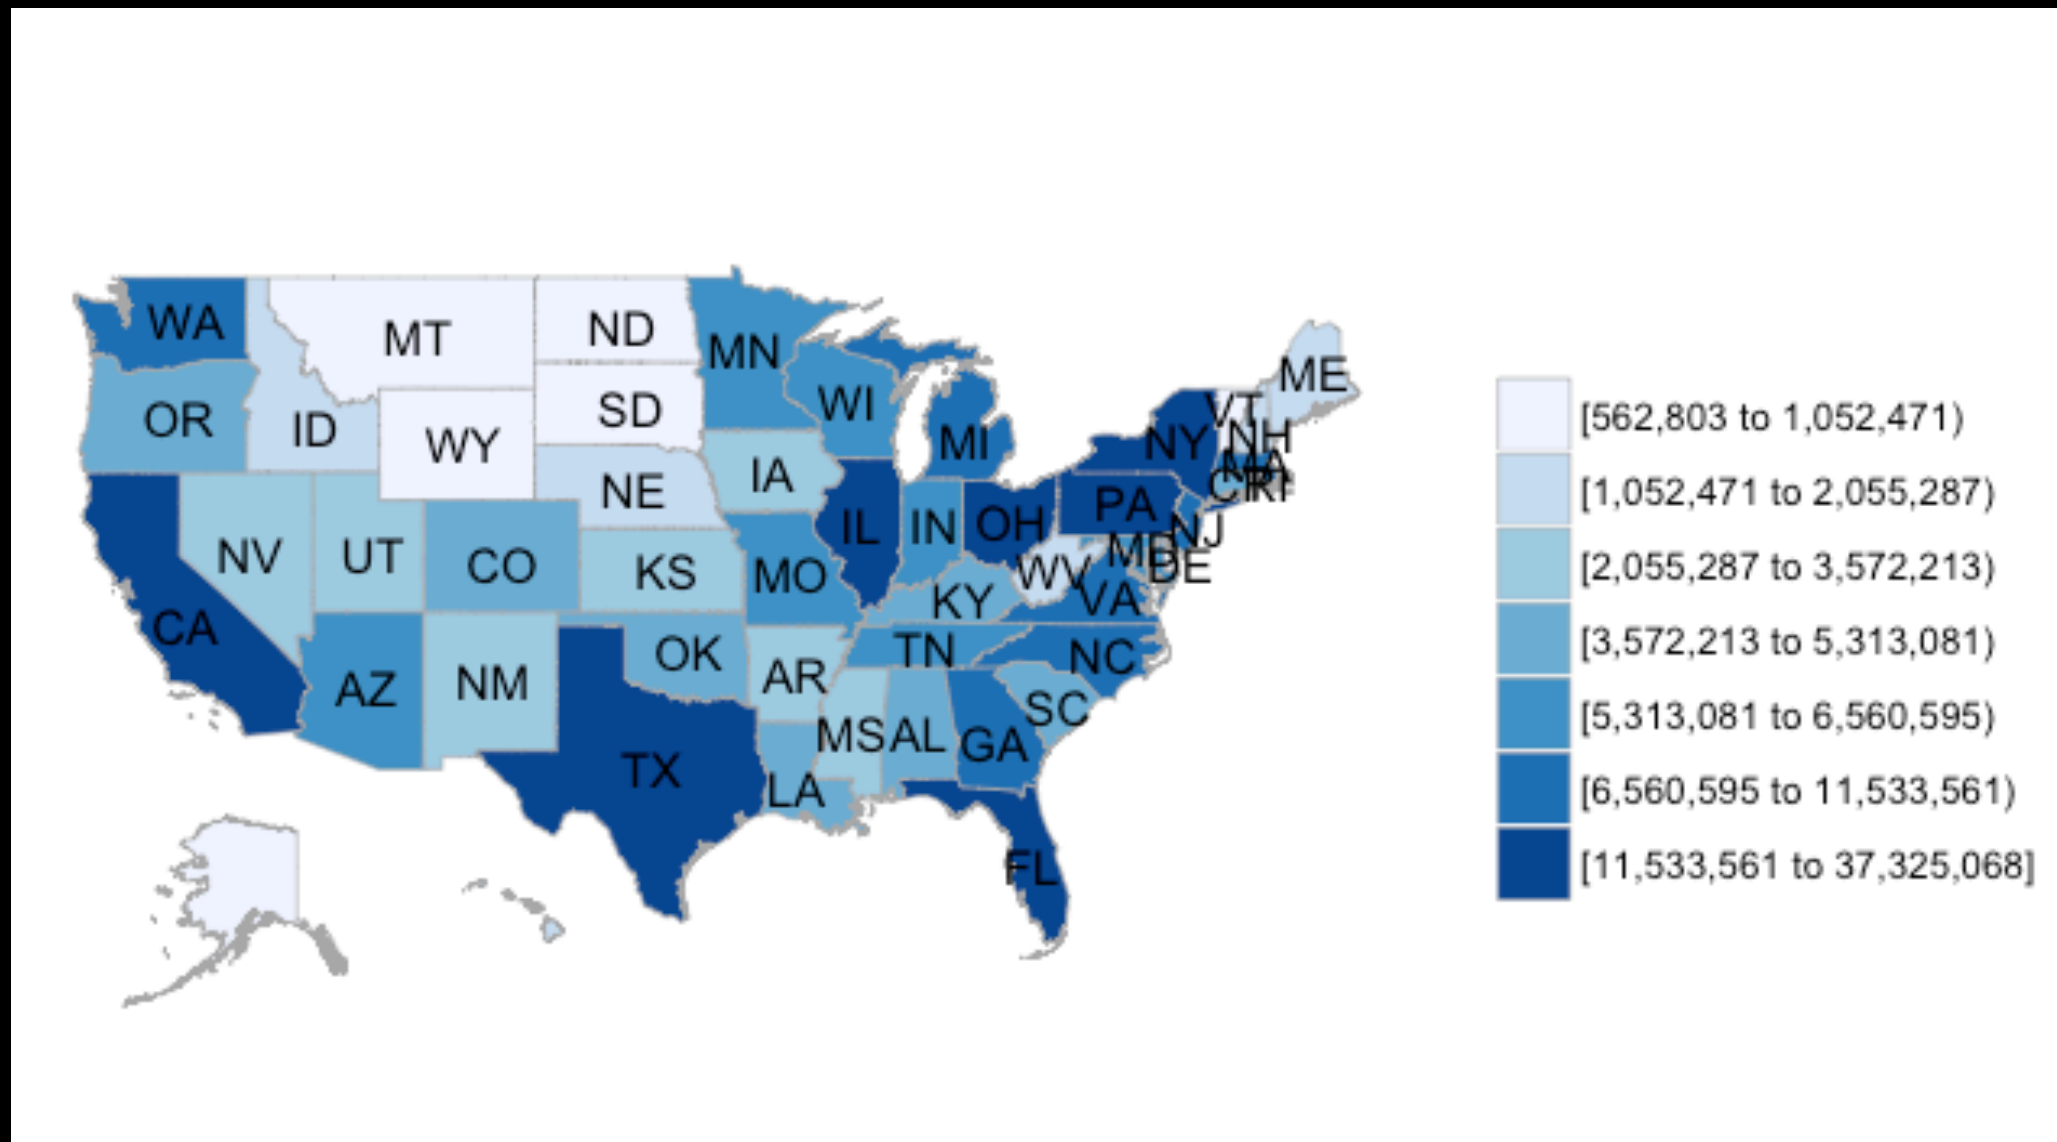 WA
MT
ND
MN
ME
OR
ID
WY
SD
WI
MI
VT
NY
NH
NE
IA
MA
CT
RI
NV
UT
CO
KS
MO
IL
IN
OH
PA
NJ
MD
DE
WV
VA
KY
CA
AZ
NM
OK
AR
TN
NC
SC
MS
AL
GA
TX
LA
FL
[562,803 to 1,052,471)
[1,052,471 to 2,055,287)
[2,055,287 to 3,572,213)
[3,572,213 to 5,313,081)
[5,313,081 to 6,560,595)
[6,560,595 to 11,533,561)
[11,533,561 to 37,325,068]